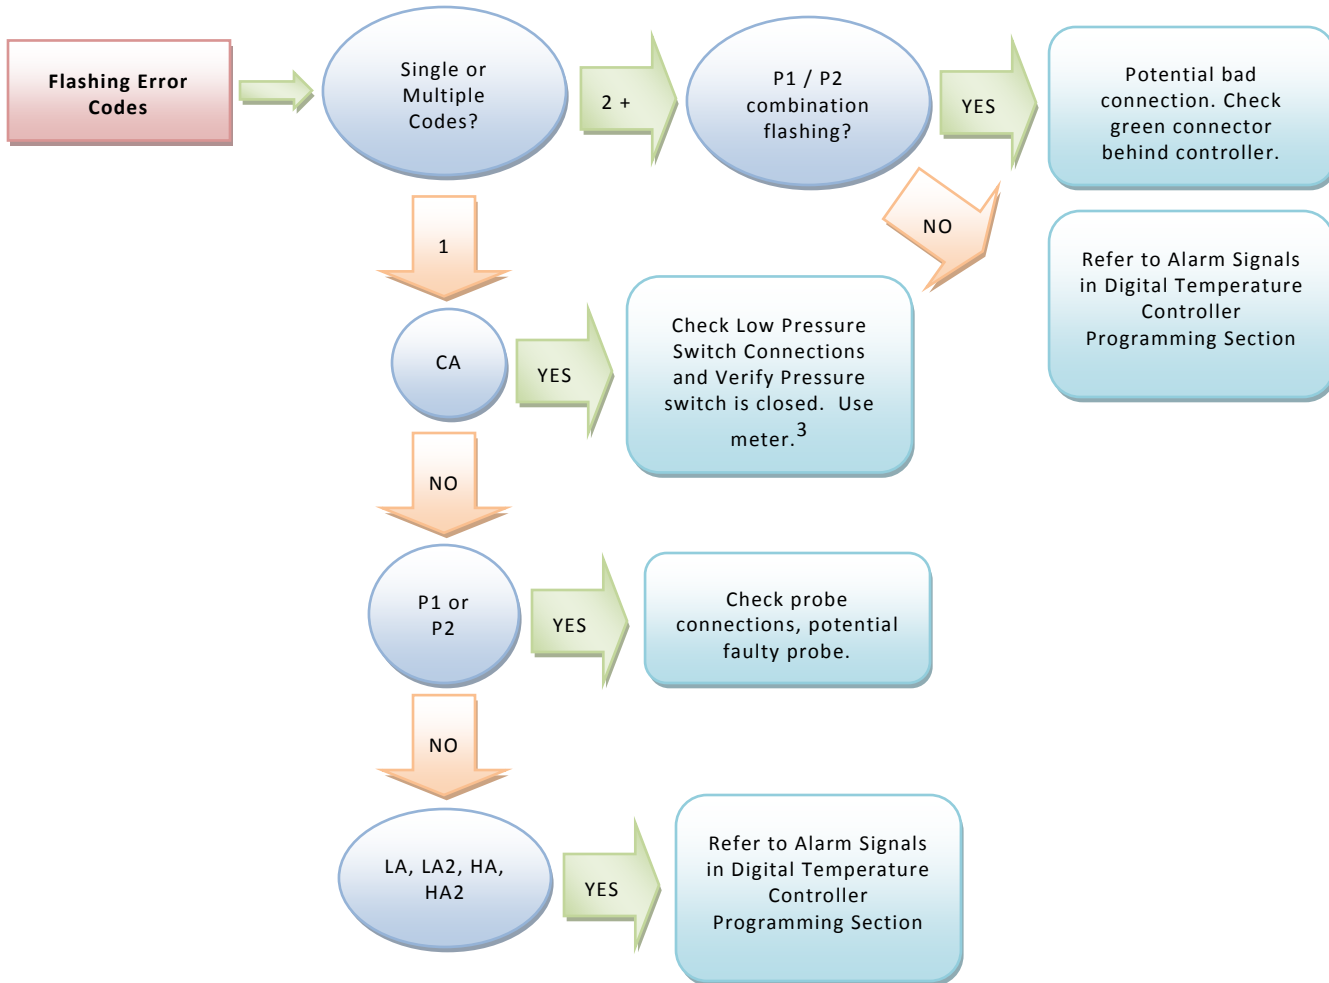 Flashing Error
Codes
Single or
Multiple
Codes?
2 +
P1 / P2
combination
flashing?
YES
Potential bad
connection. Check
green connector
behind controller.
NO
Refer to Alarm Signals
in Digital Temperature
Controller
Programming Section
1
CA
YES
Check Low Pressure
Switch Connections
and Verify Pressure
switch is closed.  Use
meter.3
NO
P1 or
P2
YES
Check probe
connections, potential
faulty probe.
NO
LA, LA2, HA,
HA2
YES
Refer to Alarm Signals
in Digital Temperature
Controller
Programming Section